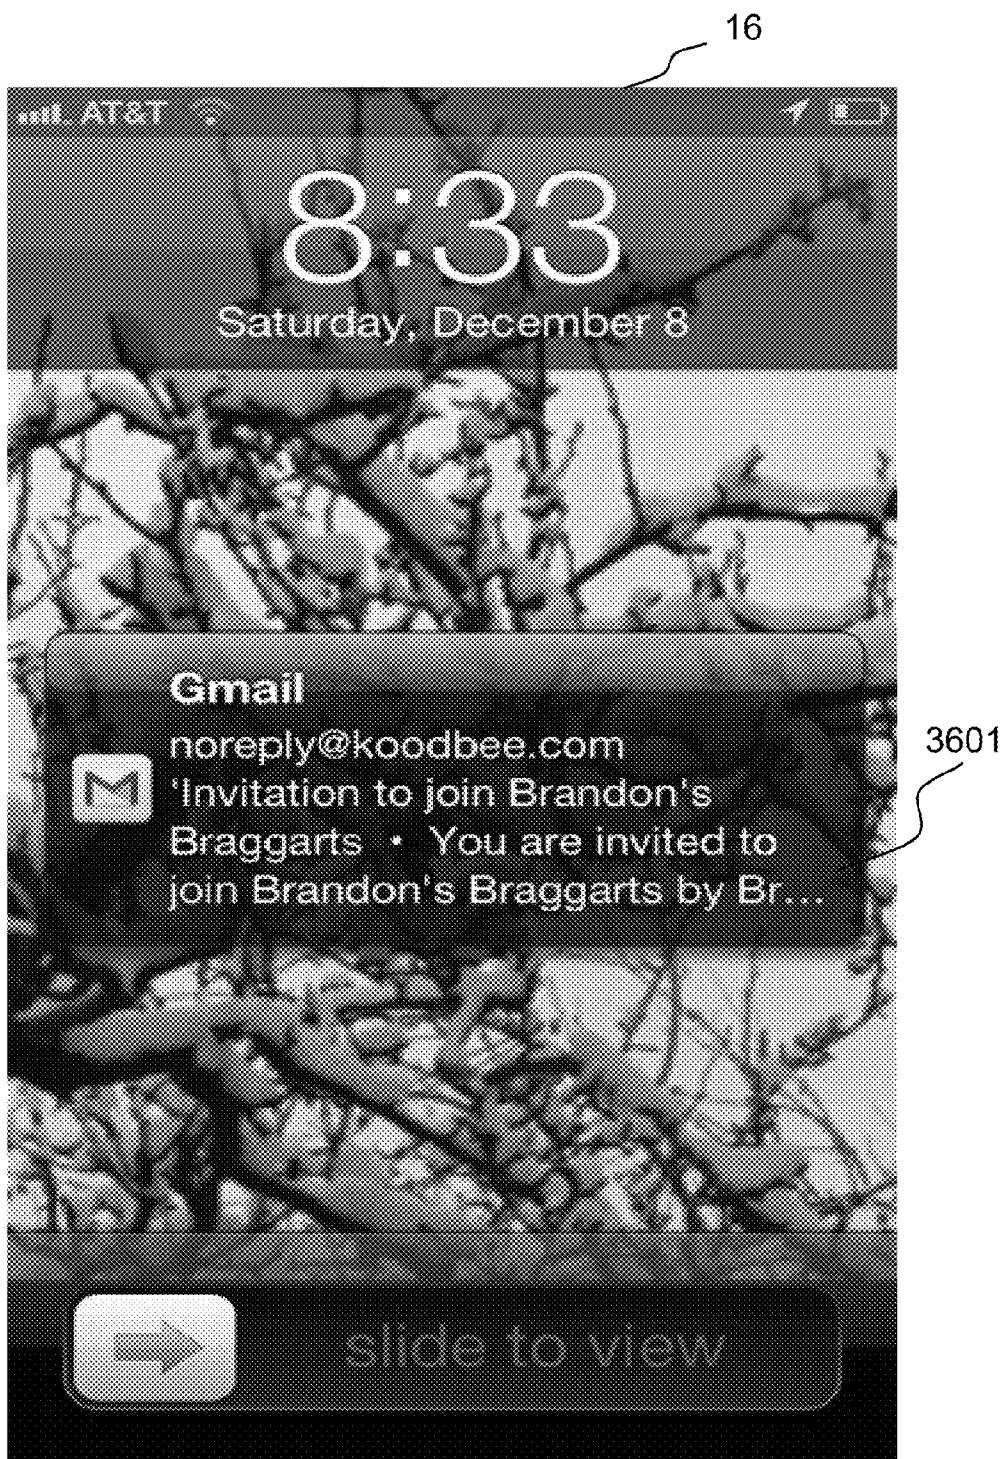 16
AT&T
8:33
Saturday, December 8
Gmail
noreply@koodbee.com
'Invitation to join Brandon's
Braggarts • You are invited to
join Brandon's Braggarts by Br...
3601
slide to view